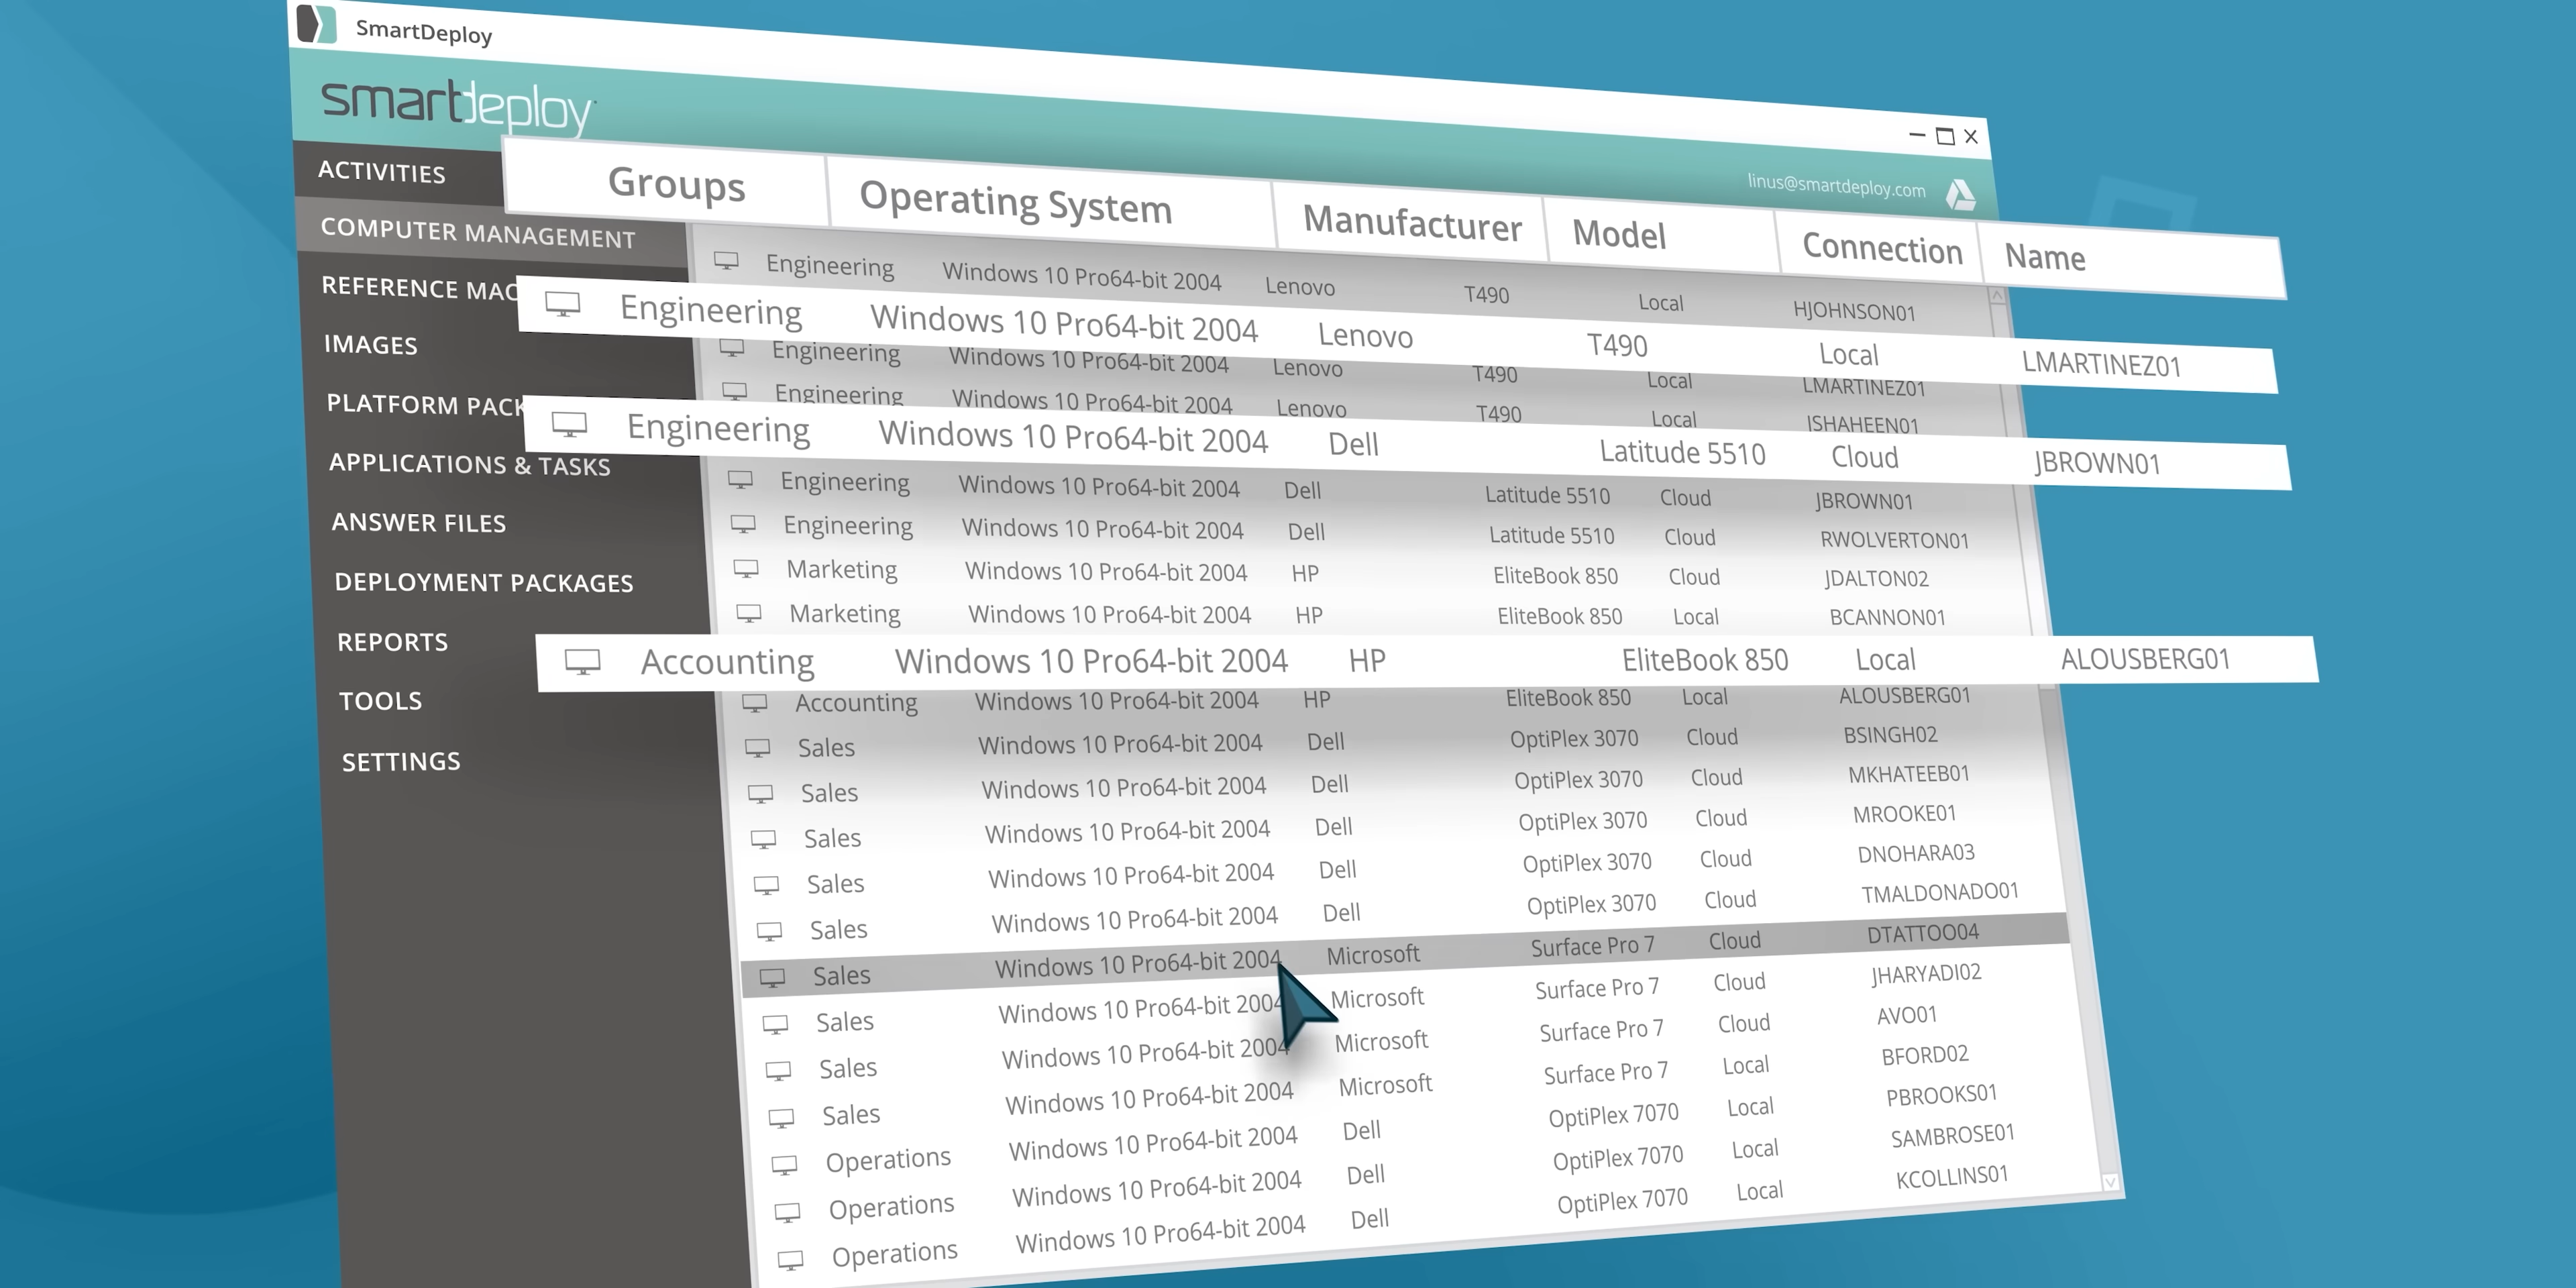 SmartDeploy
smartdeploy
linus@smartdeploy.com
ACTIVITIES
COMPUTER MANAGEMENT
REFERENCE MAC
IMAGES
PLATFORM PACK
APPLICATIONS & TASKS
ANSWER FILES
DEPLOYMENT PACKAGES
REPORTS
TOOLS
SETTINGS
Groups Operating System Manufacturer Model Connection Name
Engineering Windows 10 Pro64-bit 2004 Lenovo T490 Local HJOHNSON01
Engineering Windows 10 Pro64-bit 2004 Lenovo T490 Local LMARTINEZ01
Engineering Windows 10 Pro64-bit 2004 Lenovo T490 Local LMARTINEZ01
Engineering Windows 10 Pro64-bit 2004 Lenovo T490 Local JSHAHEEN01
Engineering Windows 10 Pro64-bit 2004 Dell Latitude 5510 Cloud JBROWN01
Engineering Windows 10 Pro64-bit 2004 Dell Latitude 5510 Cloud JBROWN01
Engineering Windows 10 Pro64-bit 2004 Dell Latitude 5510 Cloud RWOLVERTON01
Marketing Windows 10 Pro64-bit 2004 HP EliteBook 850 Cloud JDALTON02
Marketing Windows 10 Pro64-bit 2004 HP EliteBook 850 Local BCANNON01
Accounting Windows 10 Pro64-bit 2004 HP EliteBook 850 Local ALOUSBERG01
Accounting Windows 10 Pro64-bit 2004 HP EliteBook 850 Local ALOUSBERG01
Sales Windows 10 Pro64-bit 2004 Dell OptiPlex 3070 Cloud BSINGH02
Sales Windows 10 Pro64-bit 2004 Dell OptiPlex 3070 Cloud MKHATEEB01
Sales Windows 10 Pro64-bit 2004 Dell OptiPlex 3070 Cloud MROOKE01
Sales Windows 10 Pro64-bit 2004 Dell OptiPlex 3070 Cloud DNOHARA03
Sales Windows 10 Pro64-bit 2004 Dell OptiPlex 3070 Cloud TMALDONADO01
Sales Windows 10 Pro64-bit 2004 Microsoft Surface Pro 7 Cloud DTATTOO04
Sales Windows 10 Pro64-bit 2004 Microsoft Surface Pro 7 Cloud JHARYADI02
Sales Windows 10 Pro64-bit 2004 Microsoft Surface Pro 7 Cloud AVO01
Sales Windows 10 Pro64-bit 2004 Microsoft Surface Pro 7 Local BFORD02
Operations Windows 10 Pro64-bit 2004 Dell OptiPlex 7070 Local PBROOKS01
Operations Windows 10 Pro64-bit 2004 Dell OptiPlex 7070 Local SAMBROSE01
Operations Windows 10 Pro64-bit 2004 Dell OptiPlex 7070 Local KCOLLINS01